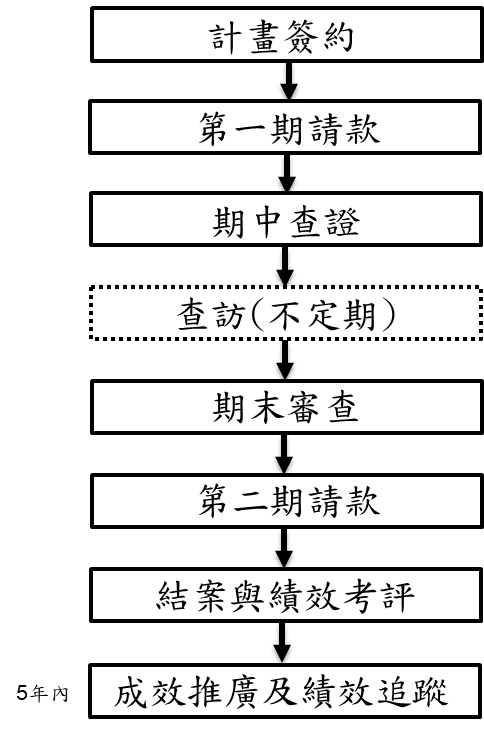 計畫簽約
第一期請款
期中查證
查訪(不定期)
期末審查
第二期請款
結案與績效考評
5年內 成效推廣及績效追蹤